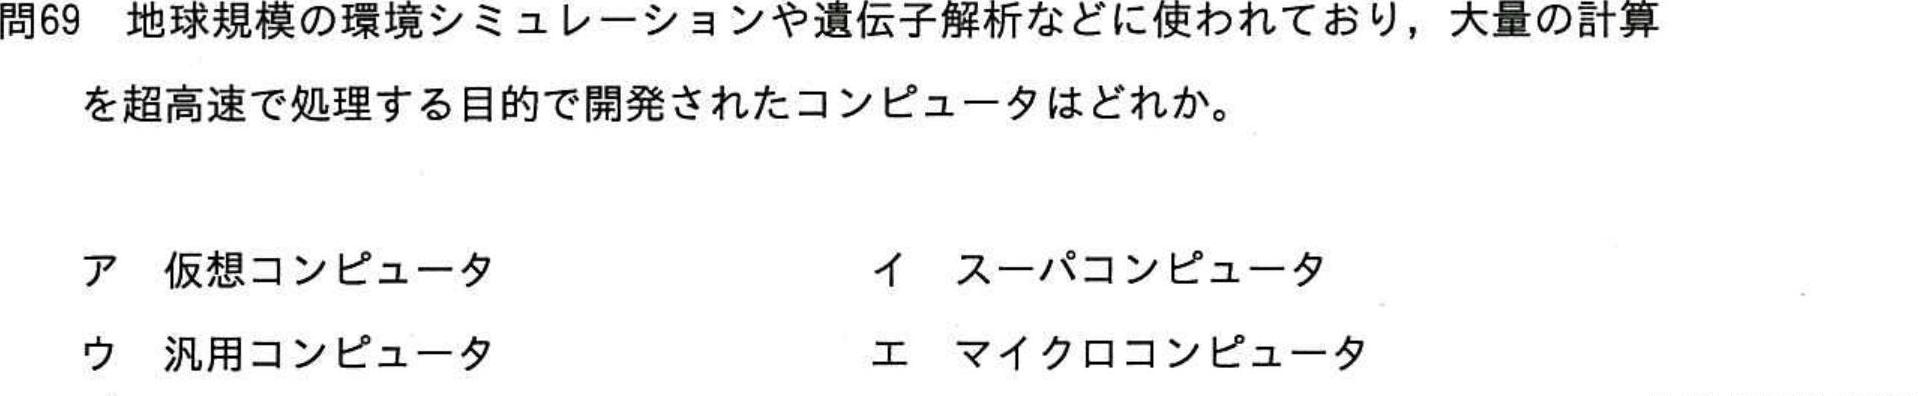 問69　地球規模の環境シミュレーションや遺伝子解析などに使われており，大量の計算
を超高速で処理する目的で開発されたコンピュータはどれか。
ア　仮想コンピュータ　イ　スーパコンピュータ
ウ　汎用コンピュータ　エ　マイクロコンピュータ